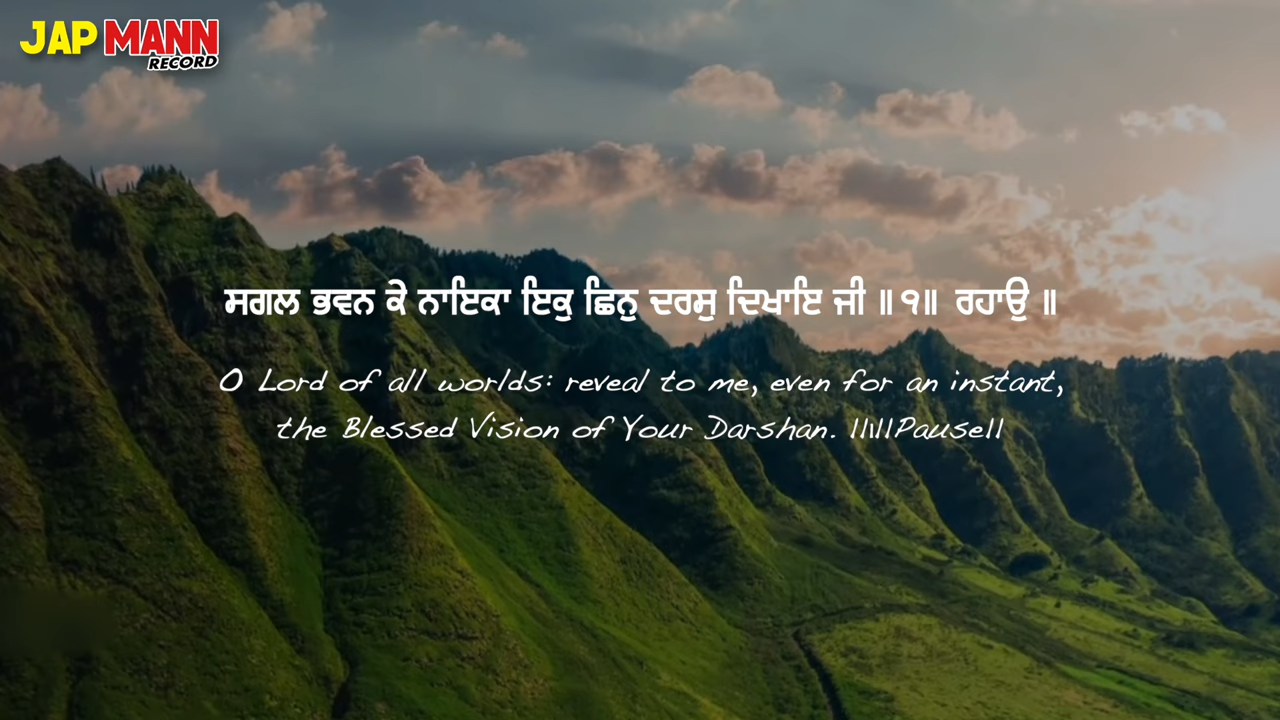 JAP MANN
RECORD
ਸਗਲ ਭਵਨ ਕੇ ਨਾਇਕਾ ਇਕੁ ਛਿਨੁ ਦਰਸੁ ਦਿਖਾਇ ਜੀ ॥੧॥ ਰਹਾਉ ॥
O Lord of all worlds: reveal to me, even for an instant,
the Blessed Vision of Your Darshan. ||1||Pause||